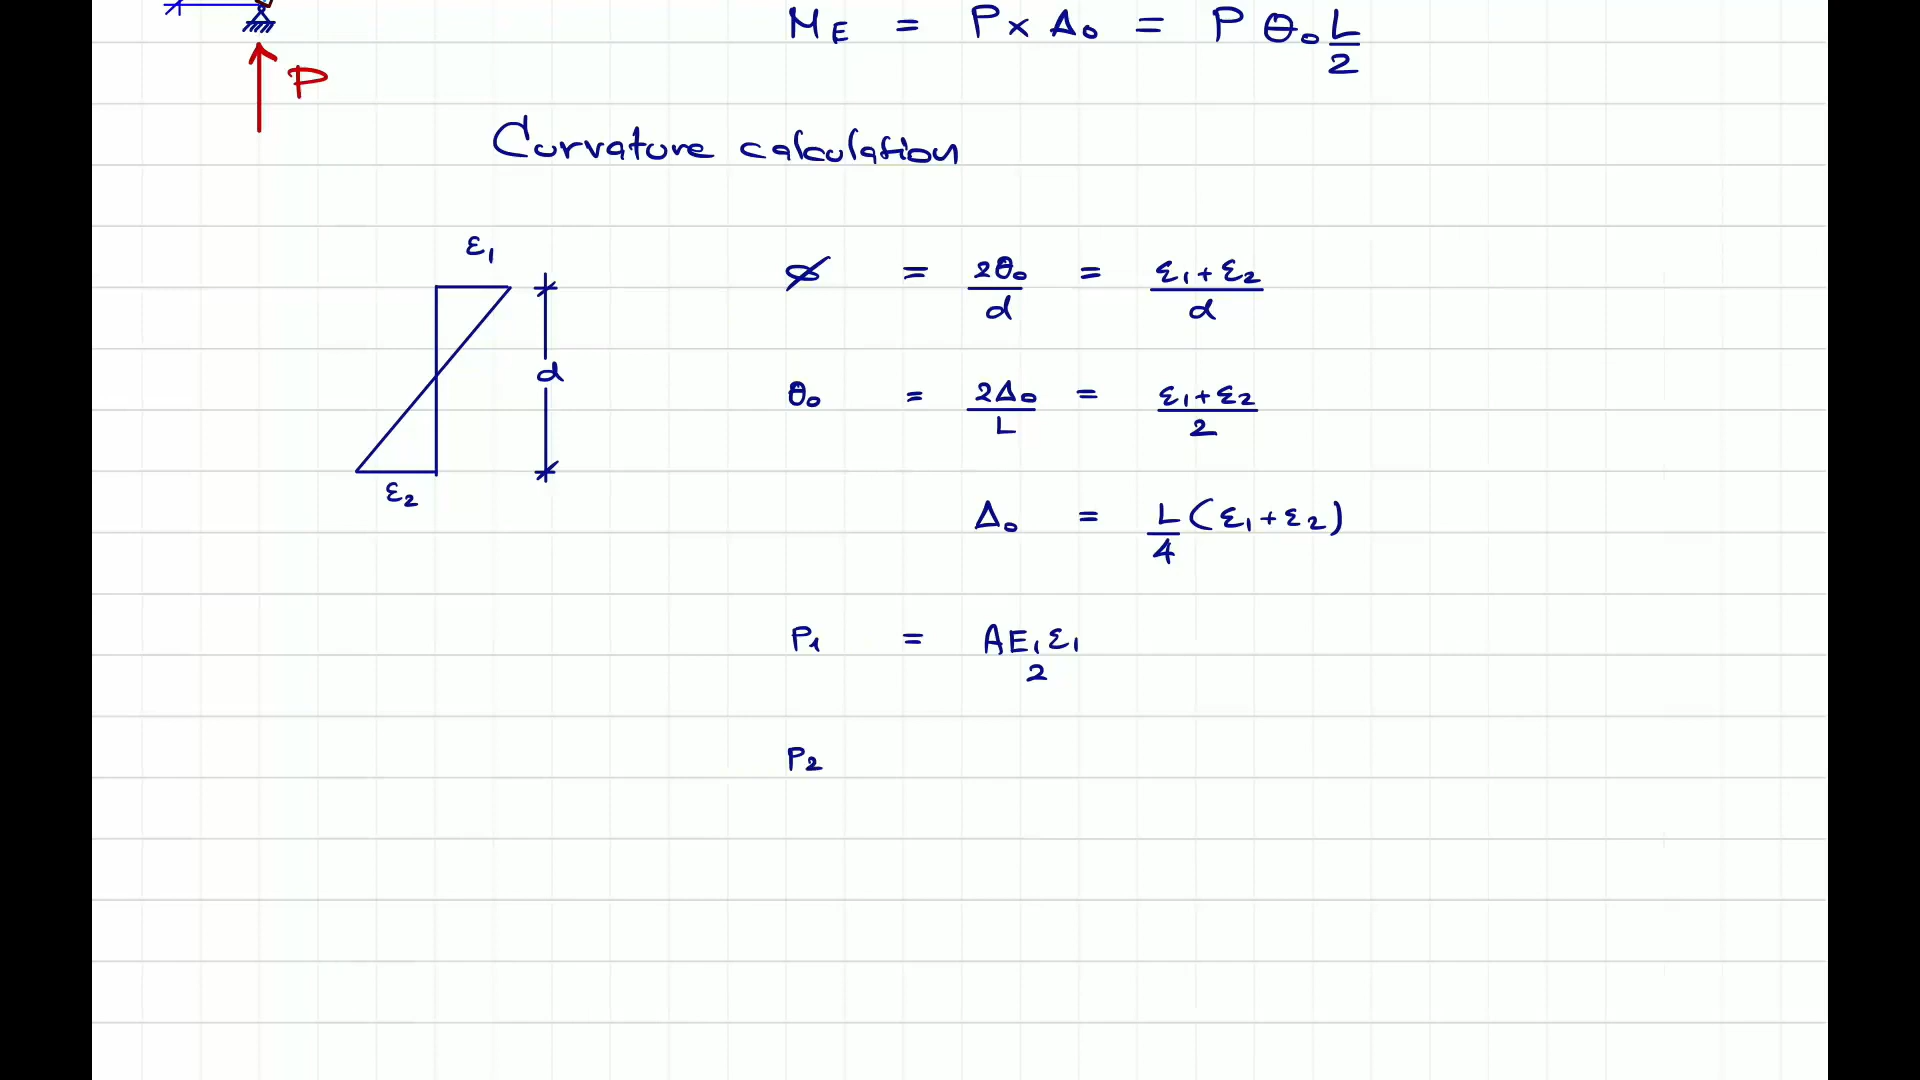 M_E = P x Δ₀ = P θ₀ L/2
P
Curvature calculation
ε₁
ø = 2θ₀/d = ε₁+ε₂/d
d
θ₀ = 2Δ₀/L = ε₁+ε₂/2
ε₂
Δ₀ = L/4 (ε₁+ε₂)
P₁ = AE₁ε₁/2
P₂